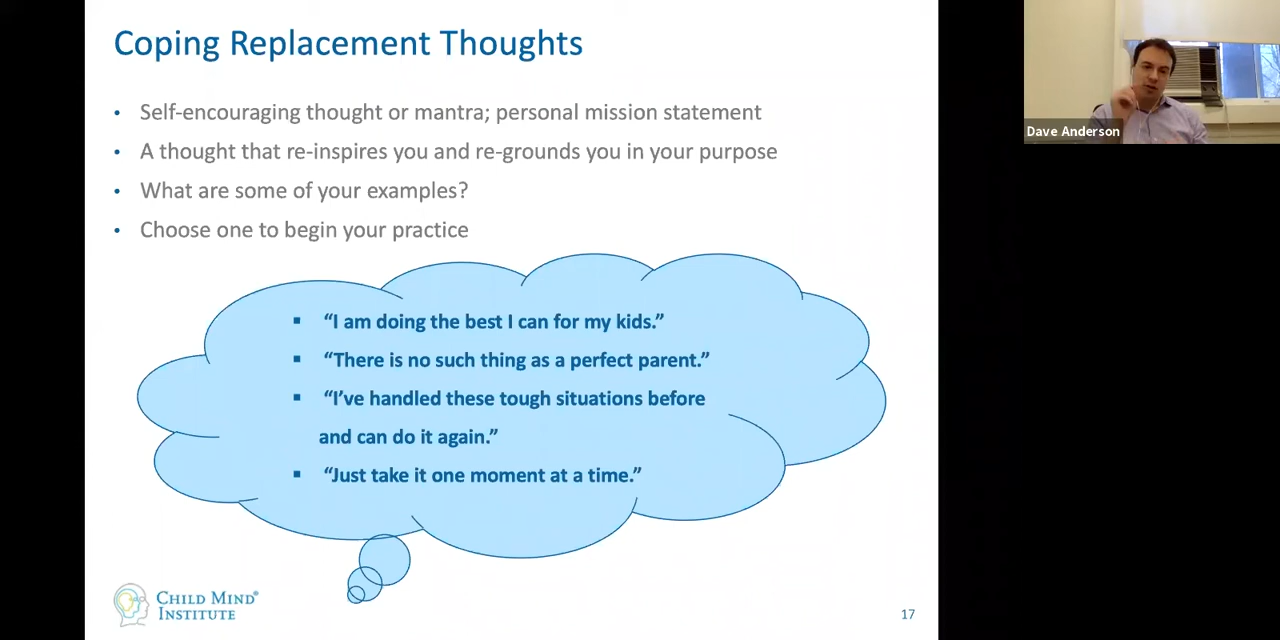 Coping Replacement Thoughts
• Self-encouraging thought or mantra; personal mission statement
• A thought that re-inspires you and re-grounds you in your purpose
• What are some of your examples?
• Choose one to begin your practice
▪ “I am doing the best I can for my kids.”
▪ “There is no such thing as a perfect parent.”
▪ “I’ve handled these tough situations before
and can do it again.”
▪ “Just take it one moment at a time.”
CHILD MIND®
INSTITUTE
17
Dave Anderson